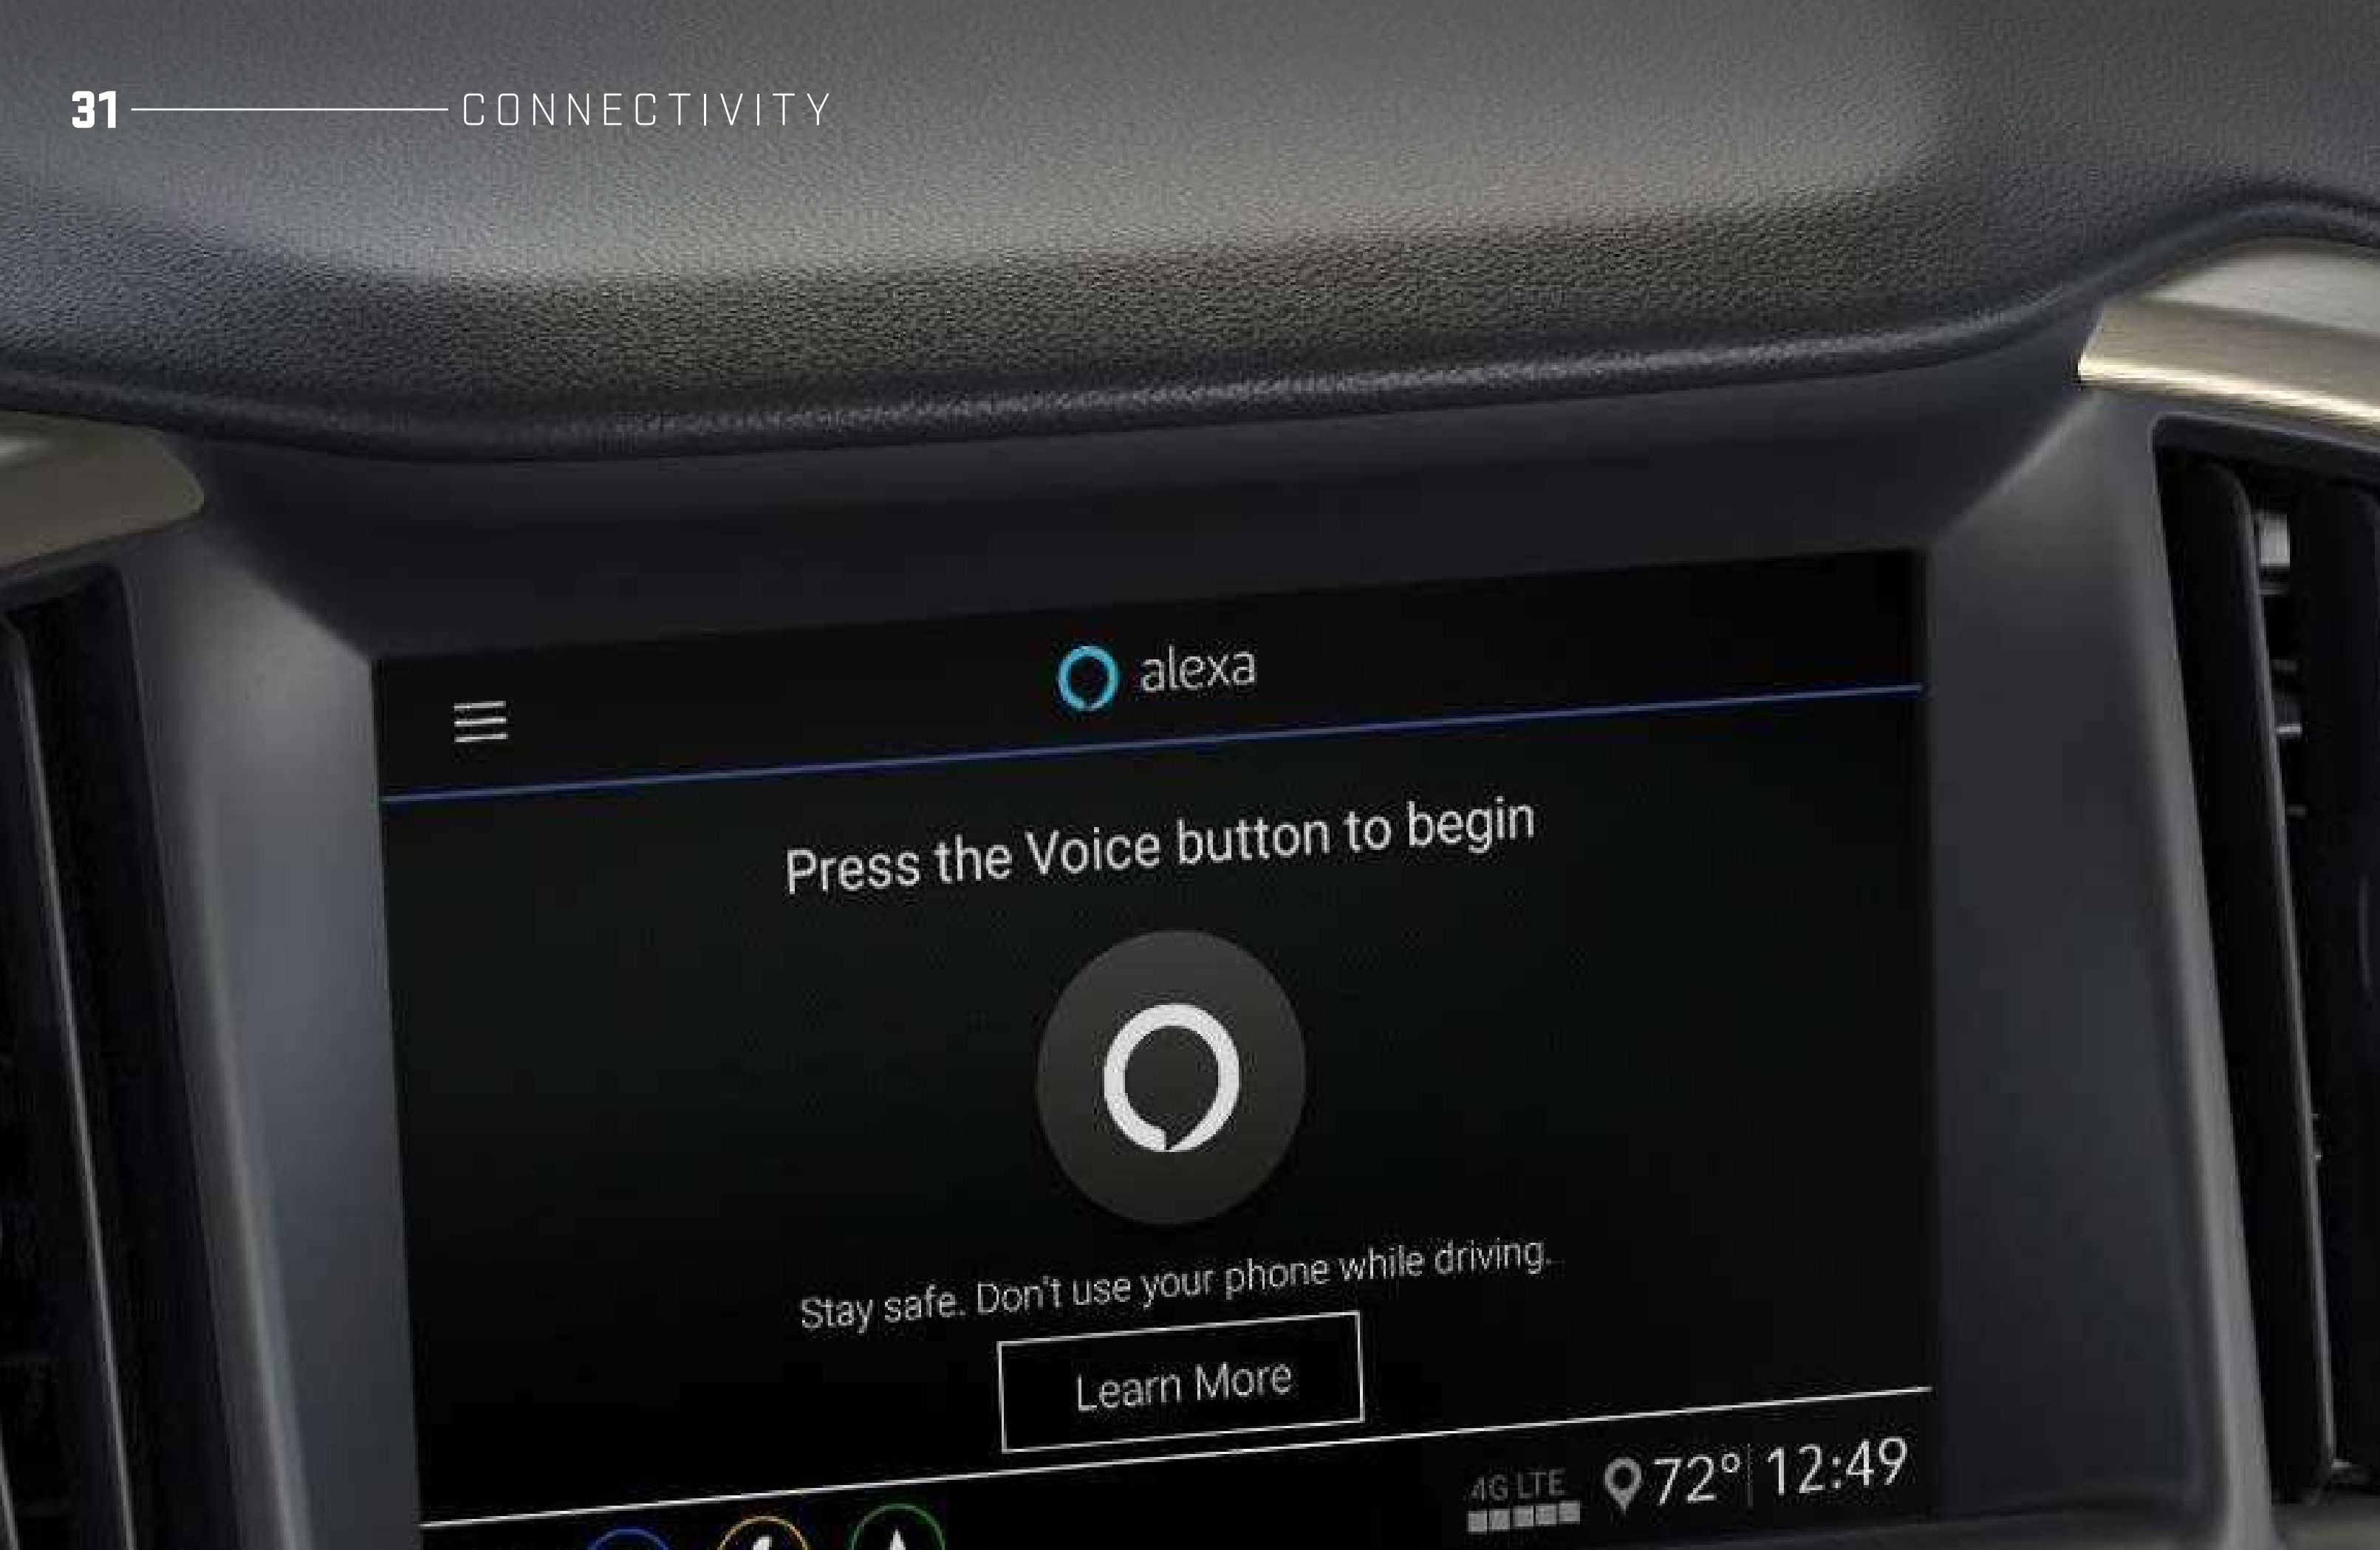 31 CONNECTIVITY
alexa
Press the Voice button to begin
Stay safe. Don't use your phone while driving.
Learn More
4G LTE 72° 12:49